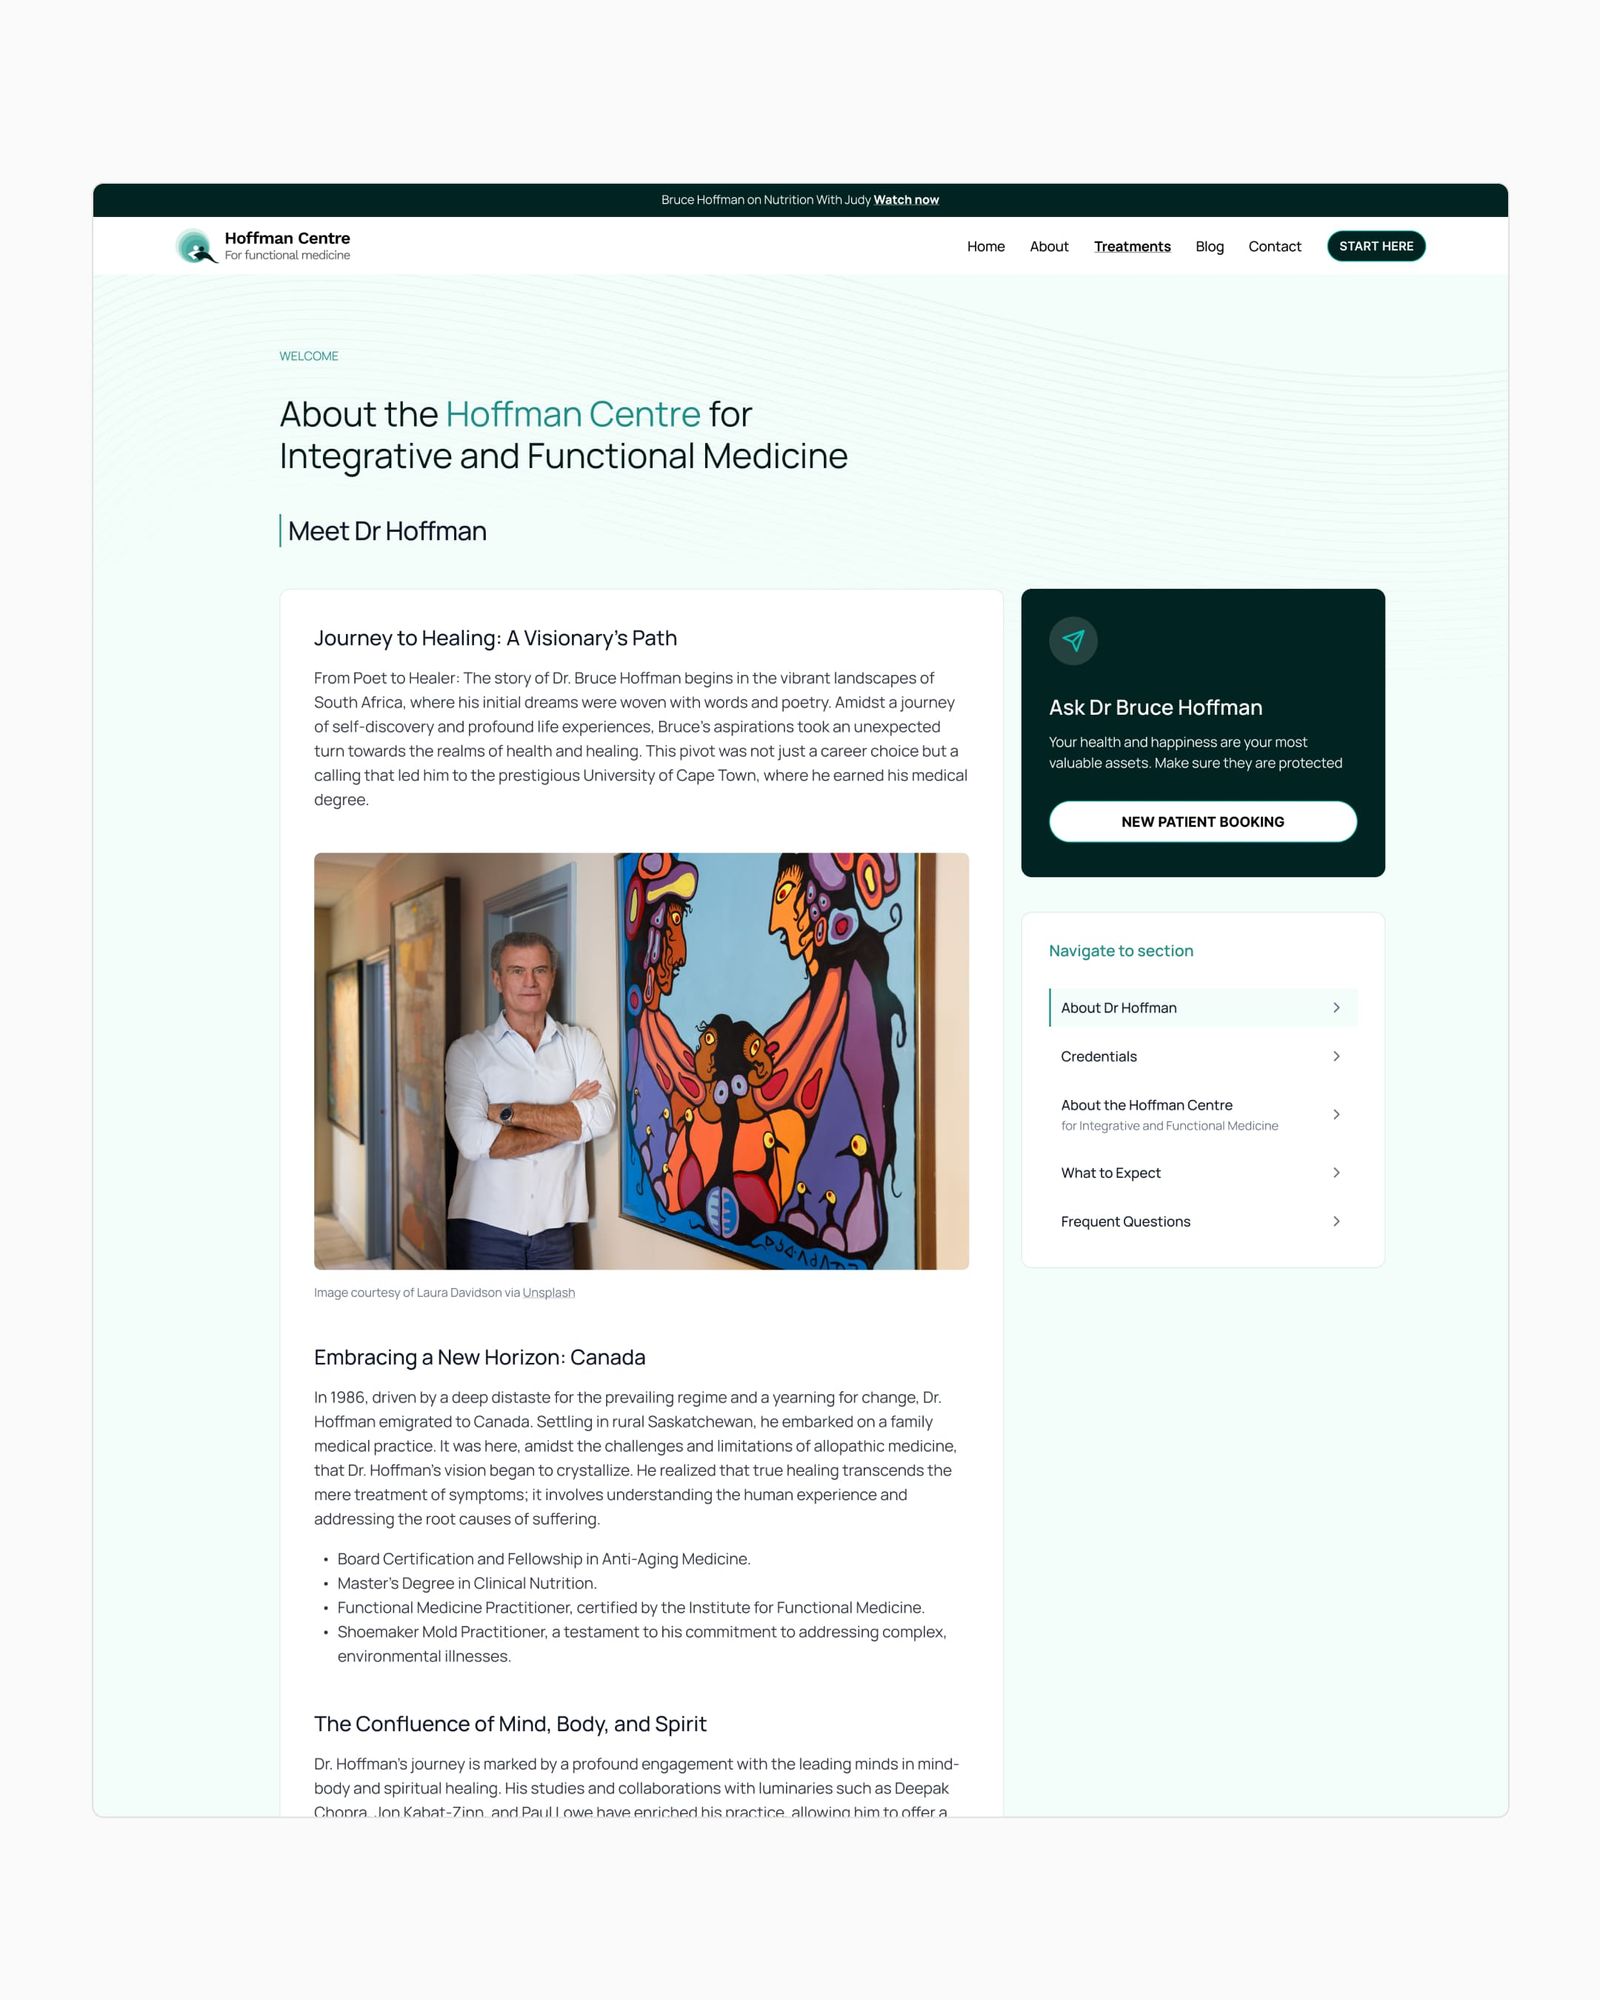 Bruce Hoffman on Nutrition With Judy Watch now
Hoffman Centre
For functional medicine
Home About Treatments Blog Contact START HERE
WELCOME
About the Hoffman Centre for
Integrative and Functional Medicine
Meet Dr Hoffman
Journey to Healing: A Visionary's Path
From Poet to Healer: The story of Dr. Bruce Hoffman begins in the vibrant landscapes of
South Africa, where his initial dreams were woven with words and poetry. Amidst a journey
of self-discovery and profound life experiences, Bruce's aspirations took an unexpected
turn towards the realms of health and healing. This pivot was not just a career choice but a
calling that led him to the prestigious University of Cape Town, where he earned his medical
degree.
Image courtesy of Laura Davidson via Unsplash
Embracing a New Horizon: Canada
In 1986, driven by a deep distaste for the prevailing regime and a yearning for change, Dr.
Hoffman emigrated to Canada. Settling in rural Saskatchewan, he embarked on a family
medical practice. It was here, amidst the challenges and limitations of allopathic medicine,
that Dr. Hoffman's vision began to crystallize. He realized that true healing transcends the
mere treatment of symptoms; it involves understanding the human experience and
addressing the root causes of suffering.
• Board Certification and Fellowship in Anti-Aging Medicine.
• Master's Degree in Clinical Nutrition.
• Functional Medicine Practitioner, certified by the Institute for Functional Medicine.
• Shoemaker Mold Practitioner, a testament to his commitment to addressing complex,
environmental illnesses.
The Confluence of Mind, Body, and Spirit
Dr. Hoffman's journey is marked by a profound engagement with the leading minds in mind-
body and spiritual healing. His studies and collaborations with luminaries such as Deepak
Chopra, Jon Kabat-Zinn, and Paul Lowe have enriched his practice, allowing him to offer a
Ask Dr Bruce Hoffman
Your health and happiness are your most
valuable assets. Make sure they are protected
NEW PATIENT BOOKING
Navigate to section
About Dr Hoffman
Credentials
About the Hoffman Centre
for Integrative and Functional Medicine
What to Expect
Frequent Questions